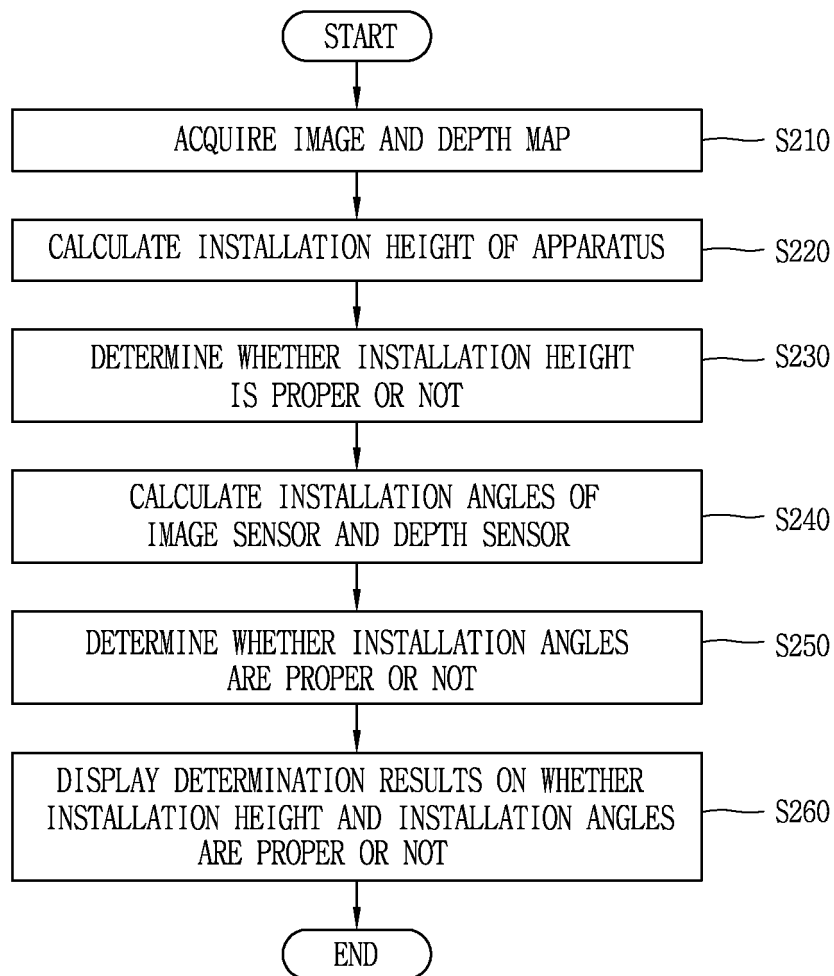 START
ACQUIRE IMAGE AND DEPTH MAP
S210
CALCULATE INSTALLATION HEIGHT OF APPARATUS
S220
DETERMINE WHETHER INSTALLATION HEIGHT
IS PROPER OR NOT
S230
CALCULATE INSTALLATION ANGLES OF
IMAGE SENSOR AND DEPTH SENSOR
S240
DETERMINE WHETHER INSTALLATION ANGLES
ARE PROPER OR NOT
S250
DISPLAY DETERMINATION RESULTS ON WHETHER
INSTALLATION HEIGHT AND INSTALLATION ANGLES
ARE PROPER OR NOT
S260
END